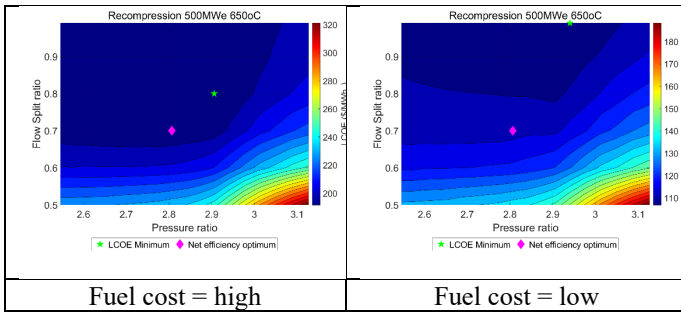 Recompression 500MWe 650oC
320
300
280
260
240
220
200
LCOE ($/MWh)
0.9
0.8
0.7
0.6
0.5
Flow Split ratio
2.6 2.7 2.8 2.9 3 3.1
Pressure ratio
LCOE Minimum Net efficiency optimum
Fuel cost = high
Recompression 500MWe 650oC
180
170
160
150
140
130
120
110
0.9
0.8
0.7
0.6
0.5
Flow Split ratio
2.6 2.7 2.8 2.9 3 3.1
Pressure ratio
LCOE Minimum Net efficiency optimum
Fuel cost = low